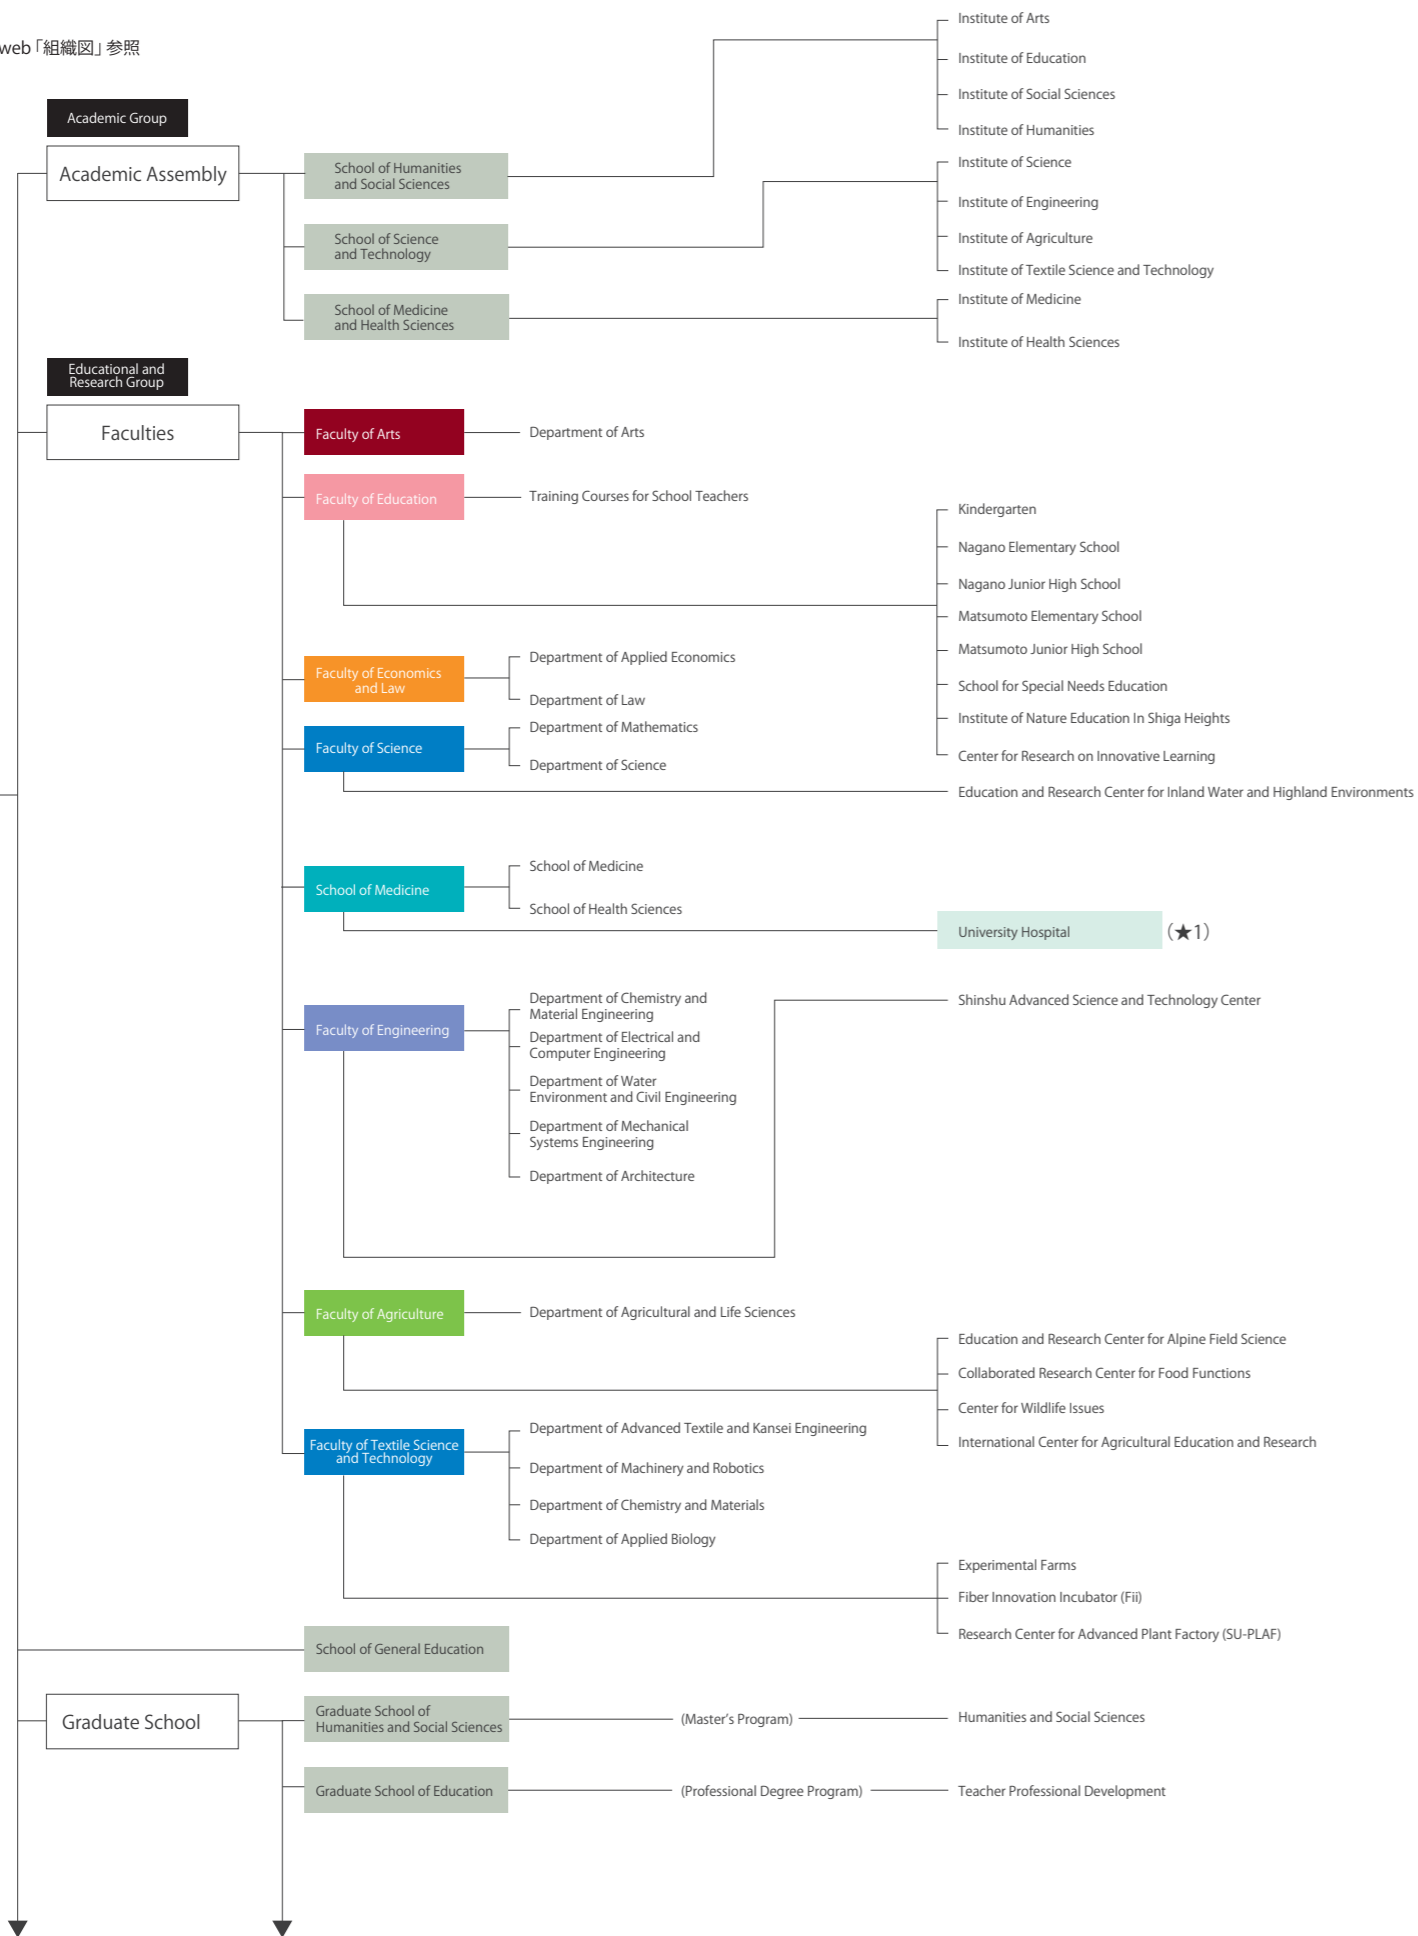 web「組織図」参照
Academic Group
Academic Assembly
School of Humanities
and Social Sciences
Institute of Arts
Institute of Education
Institute of Social Sciences
Institute of Humanities
School of Science
and Technology
Institute of Science
Institute of Engineering
Institute of Agriculture
Institute of Textile Science and Technology
School of Medicine
and Health Sciences
Institute of Medicine
Institute of Health Sciences
Educational and
Research Group
Faculties
Faculty of Arts
Department of Arts
Faculty of Education
Training Courses for School Teachers
Kindergarten
Nagano Elementary School
Nagano Junior High School
Matsumoto Elementary School
Matsumoto Junior High School
School for Special Needs Education
Institute of Nature Education In Shiga Heights
Center for Research on Innovative Learning
Faculty of Economics
and Law
Department of Applied Economics
Department of Law
Faculty of Science
Department of Mathematics
Department of Science
Education and Research Center for Inland Water and Highland Environments
School of Medicine
School of Medicine
School of Health Sciences
University Hospital (★1)
Faculty of Engineering
Department of Chemistry and
Material Engineering
Department of Electrical and
Computer Engineering
Department of Water
Environment and Civil Engineering
Department of Mechanical
Systems Engineering
Department of Architecture
Shinshu Advanced Science and Technology Center
Faculty of Agriculture
Department of Agricultural and Life Sciences
Education and Research Center for Alpine Field Science
Collaborated Research Center for Food Functions
Center for Wildlife Issues
International Center for Agricultural Education and Research
Faculty of Textile Science
and Technology
Department of Advanced Textile and Kansei Engineering
Department of Machinery and Robotics
Department of Chemistry and Materials
Department of Applied Biology
Experimental Farms
Fiber Innovation Incubator (Fii)
Research Center for Advanced Plant Factory (SU-PLAF)
School of General Education
Graduate School
Graduate School of
Humanities and Social Sciences
(Master's Program)
Humanities and Social Sciences
Graduate School of Education
(Professional Degree Program)
Teacher Professional Development